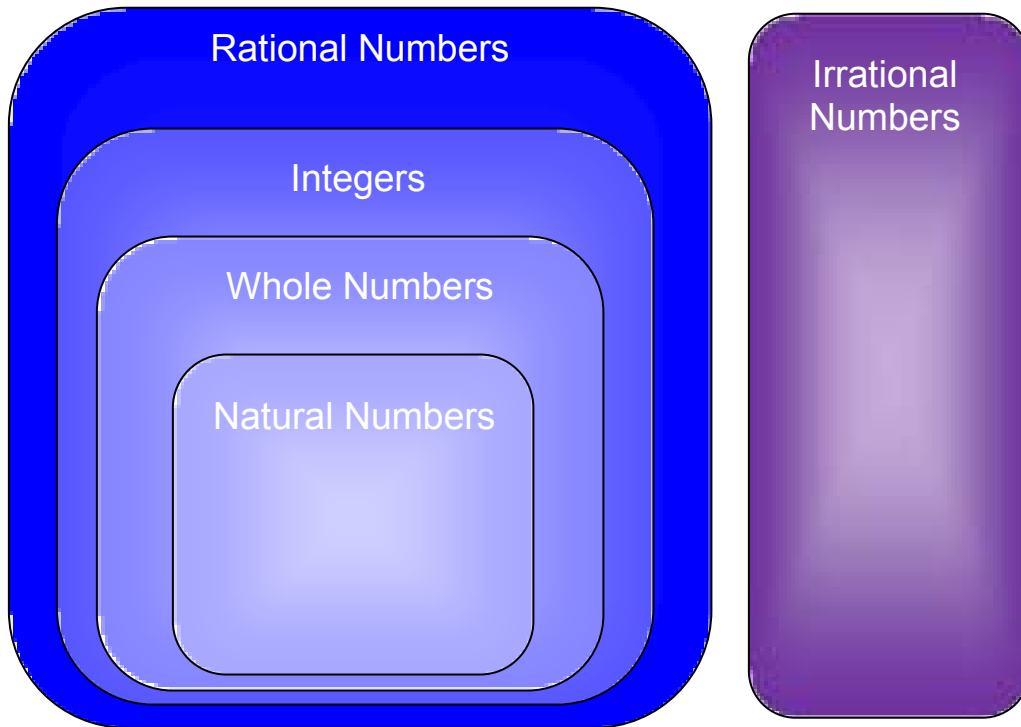 Rational Numbers
Irrational
Numbers
Integers
Whole Numbers
Natural Numbers